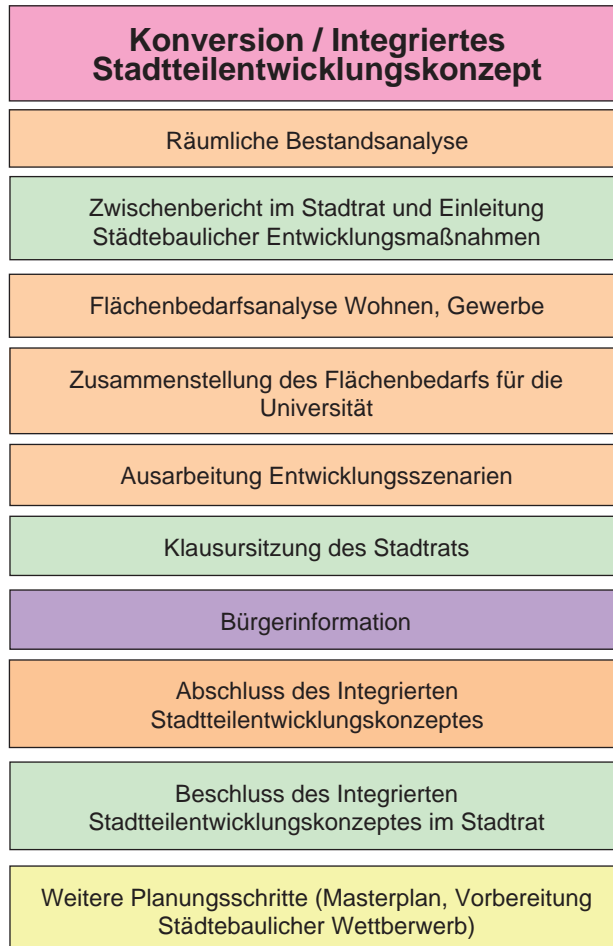 Konversion / Integriertes
Stadtteilentwicklungskonzept
Räumliche Bestandsanalyse
Zwischenbericht im Stadtrat und Einleitung
Städtebaulicher Entwicklungsmaßnahmen
Flächenbedarfsanalyse Wohnen, Gewerbe
Zusammenstellung des Flächenbedarfs für die
Universität
Ausarbeitung Entwicklungsszenarien
Klausursitzung des Stadtrats
Bürgerinformation
Abschluss des Integrierten
Stadtteilentwicklungskonzeptes
Beschluss des Integrierten
Stadtteilentwicklungskonzeptes im Stadtrat
Weitere Planungsschritte (Masterplan, Vorbereitung
Städtebaulicher Wettberwerb)